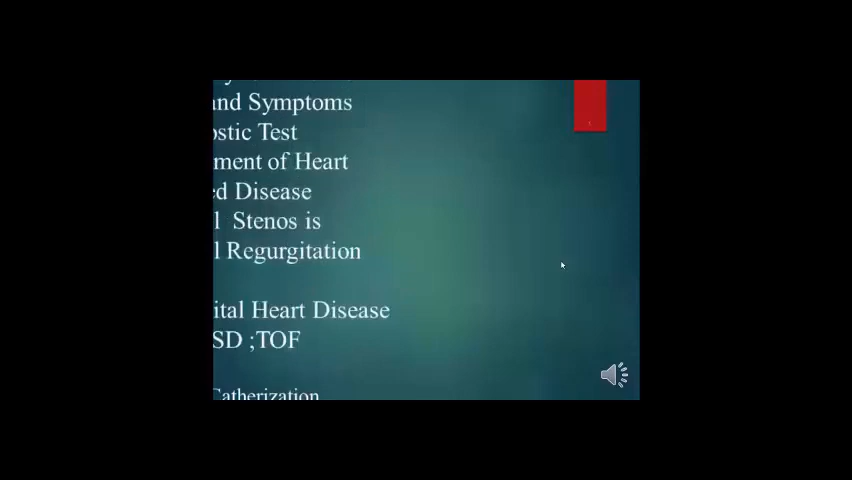 and Symptoms
ostic Test
ment of Heart
ed Disease
l Stenos is
l Regurgitation
ital Heart Disease
SD ;TOF
Catherization